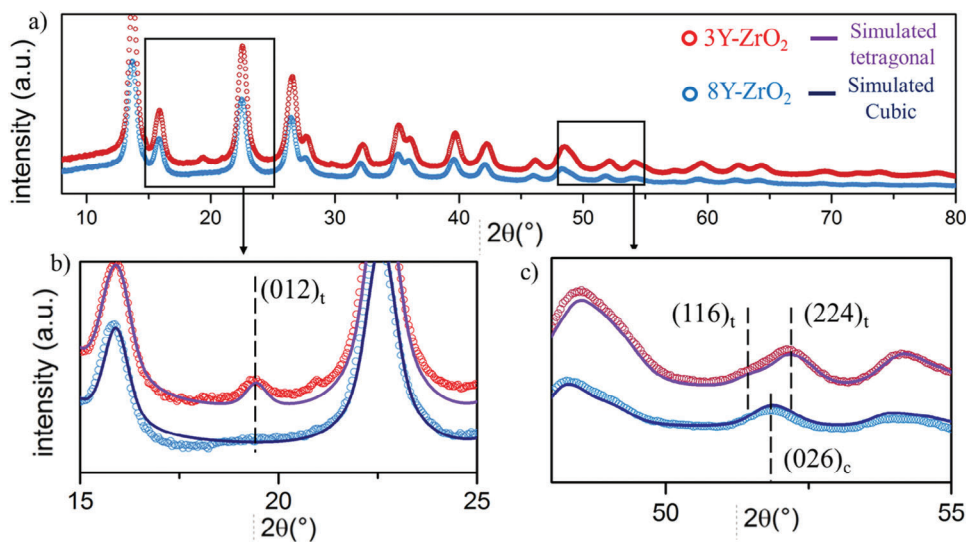 a)
intensity (a.u.)
3Y-ZrO₂
8Y-ZrO₂
Simulated
tetragonal
Simulated
Cubic
10 20 30 40 50 60 70 80
2θ(°)
b)
intensity (a.u.)
(012)ₜ
15 20 25
2θ(°)
c)
(116)ₜ (224)ₜ
(026)꜀
50 55
2θ(°)